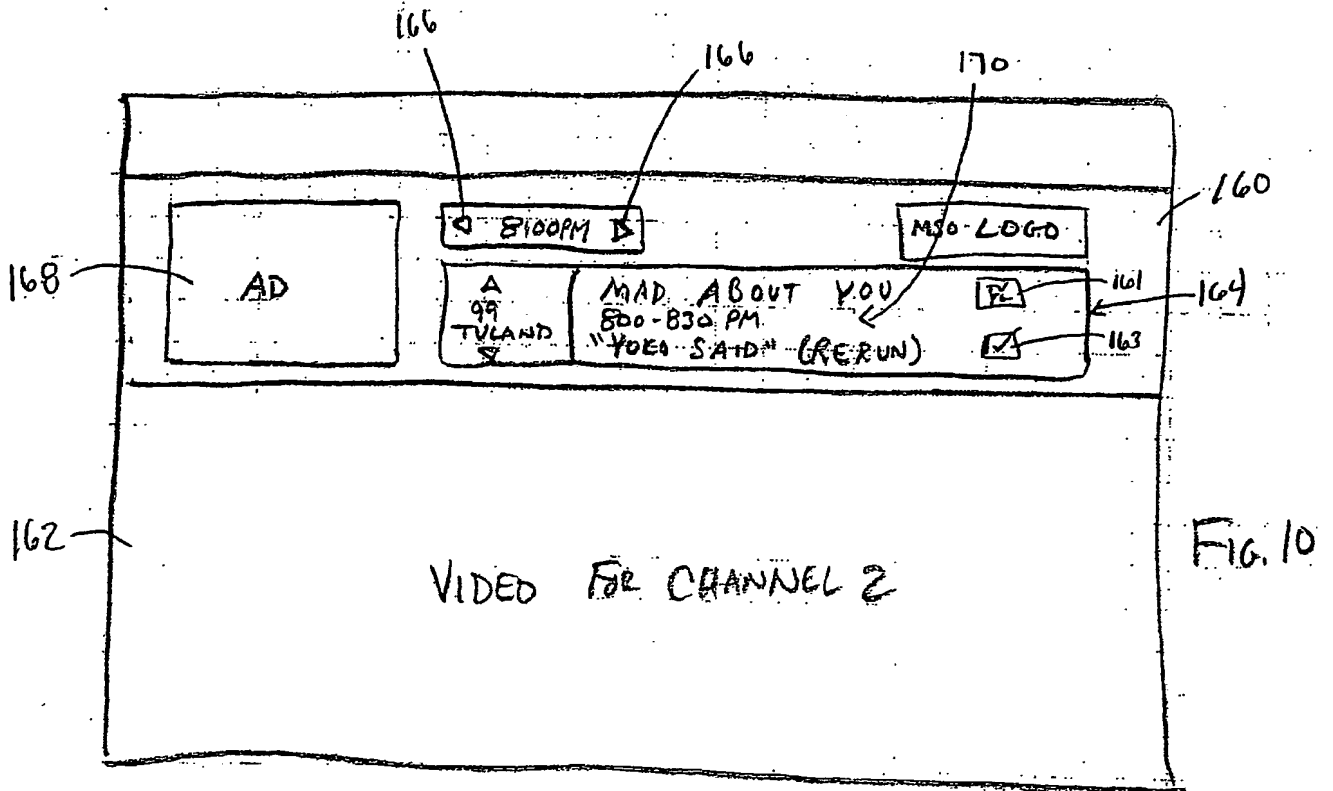 166
166
170
160
8:00PM
MSO-LOGO
168
AD
99
TVLAND
MAD ABOUT YOU
800-830 PM
"YOKO SAID" (RERUN)
161
164
163
162
VIDEO FOR CHANNEL 2
FIG. 10